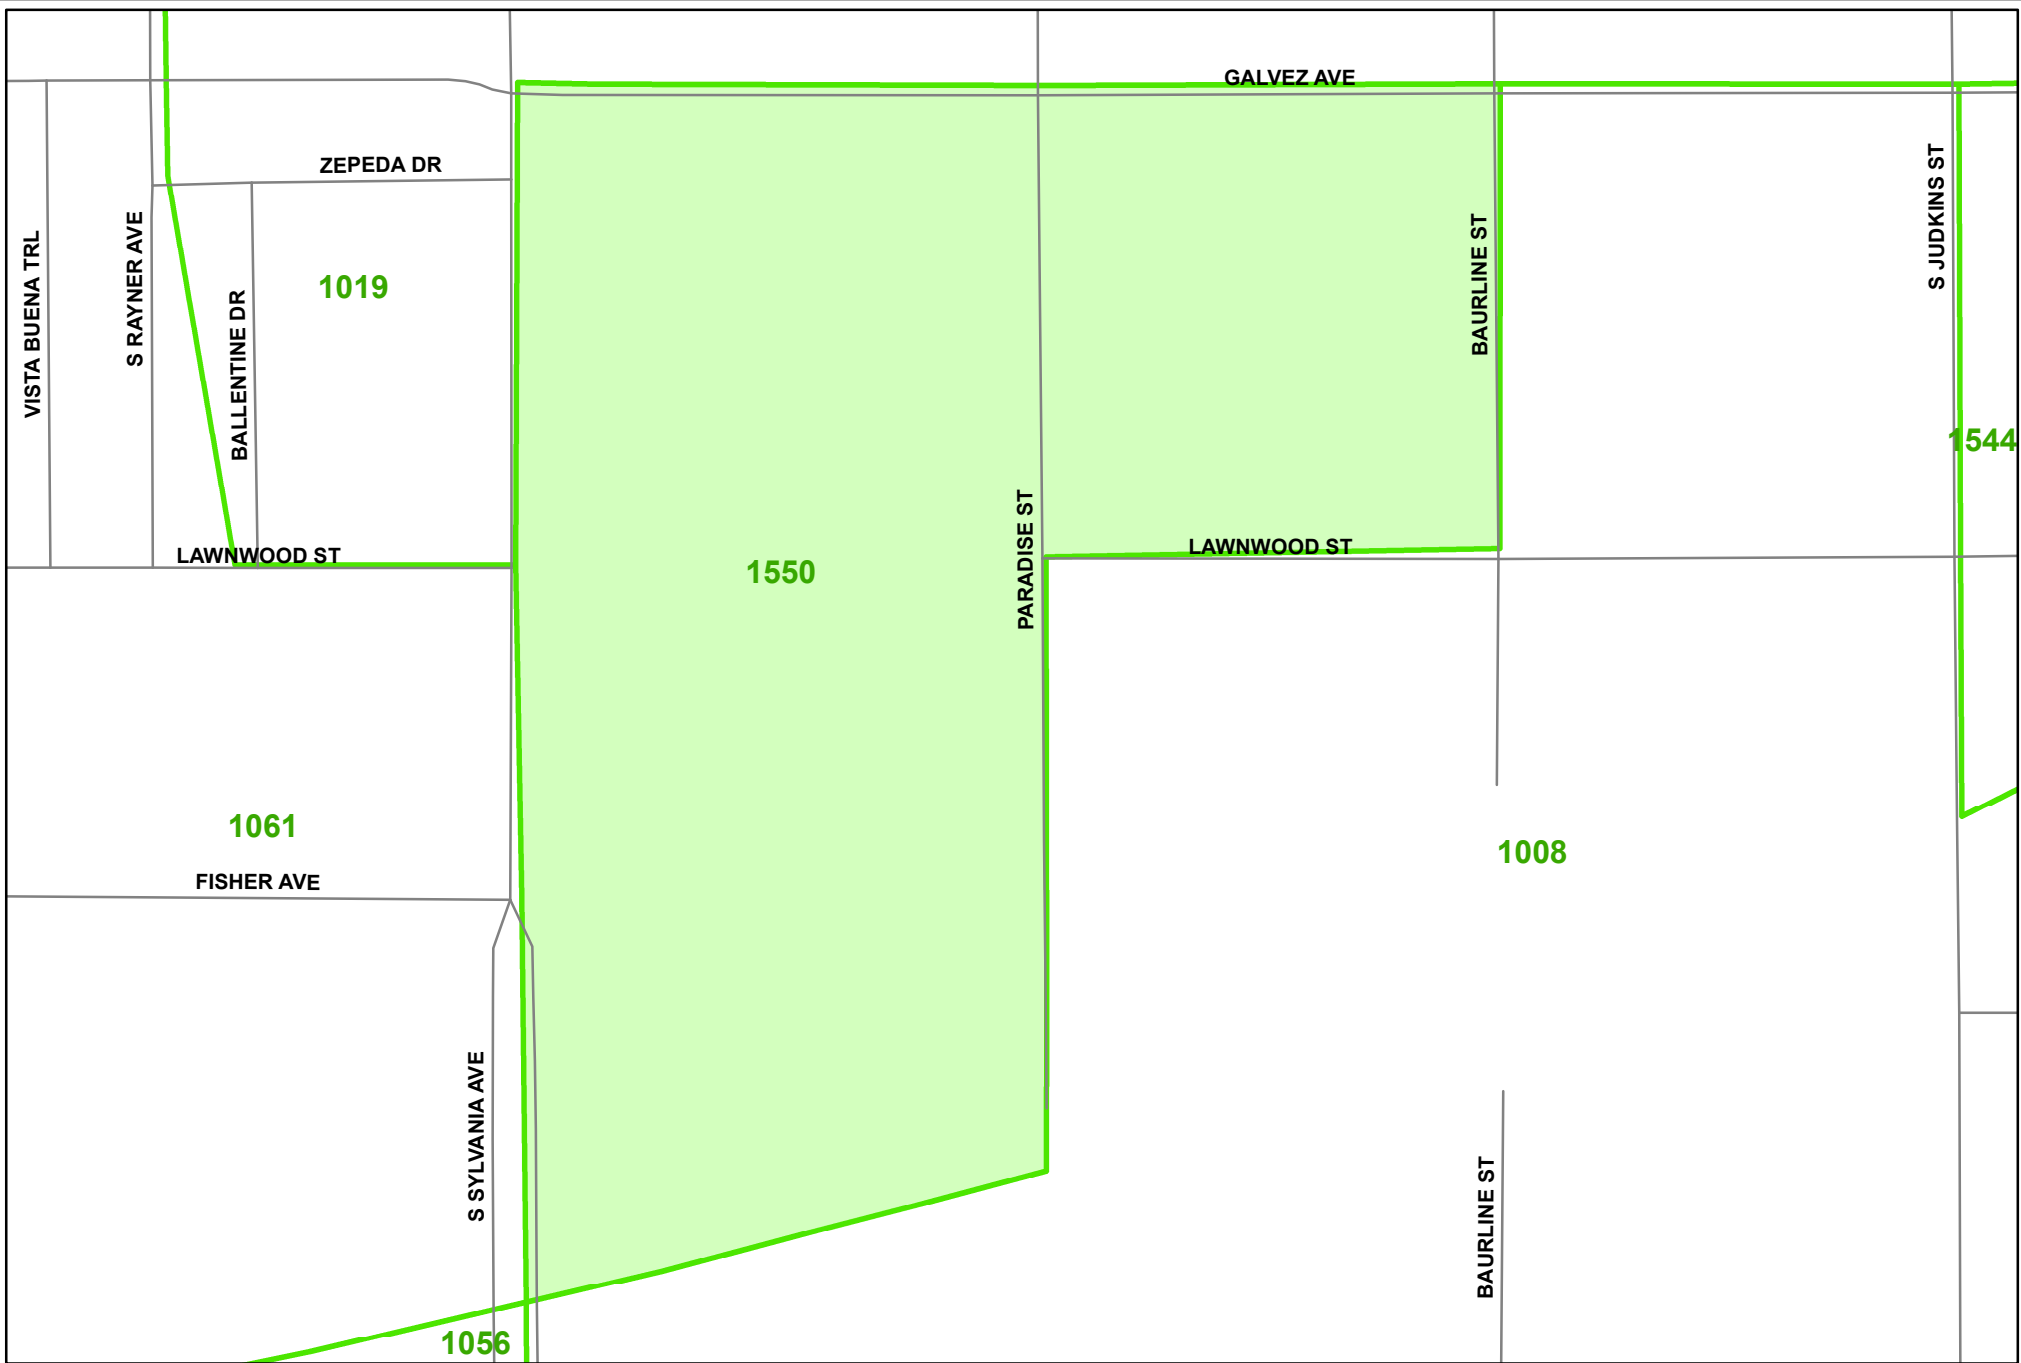 GALVEZ AVE
ZEPEDA DR
S JUDKINS ST
S RAYNER AVE
BAURLINE ST
VISTA BUENA TRL
1019
BALLENTINE DR
1544
LAWNWOOD ST
LAWNWOOD ST
PARADISE ST
1550
1061
1008
FISHER AVE
S SYLVANIA AVE
BAURLINE ST
1056